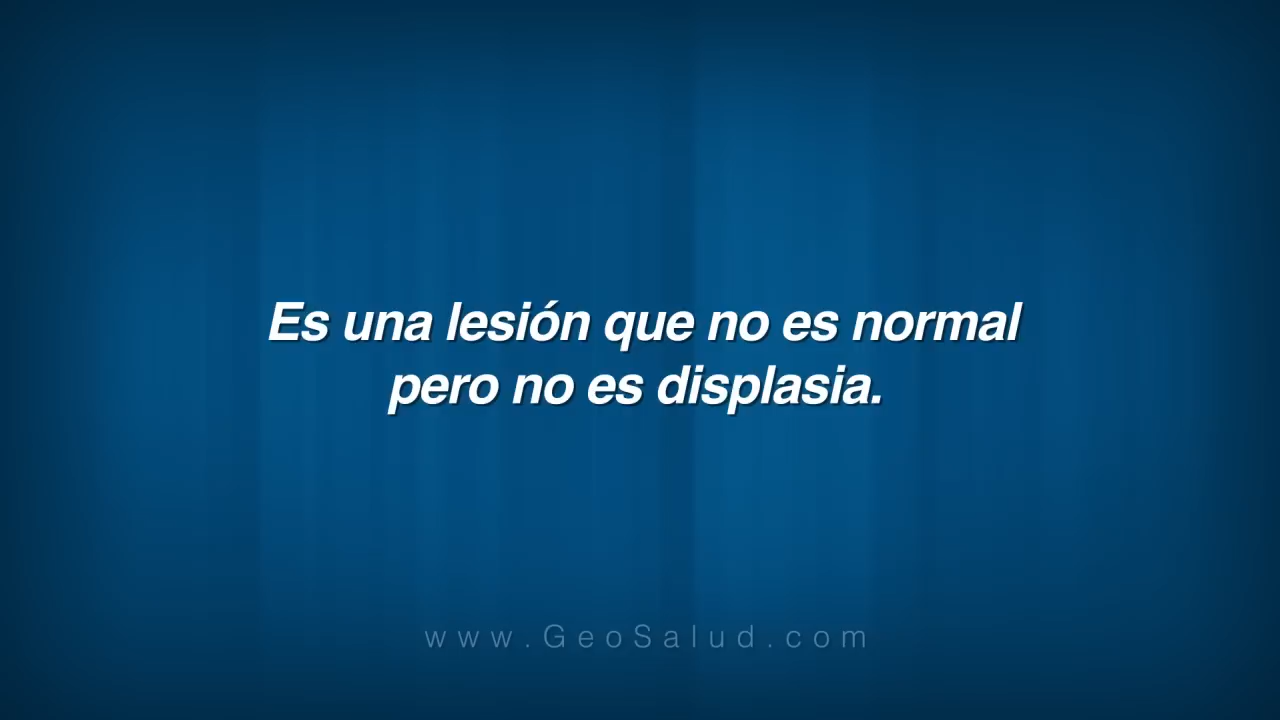 Es una lesión que no es normal
pero no es displasia.
www.GeoSalud.com